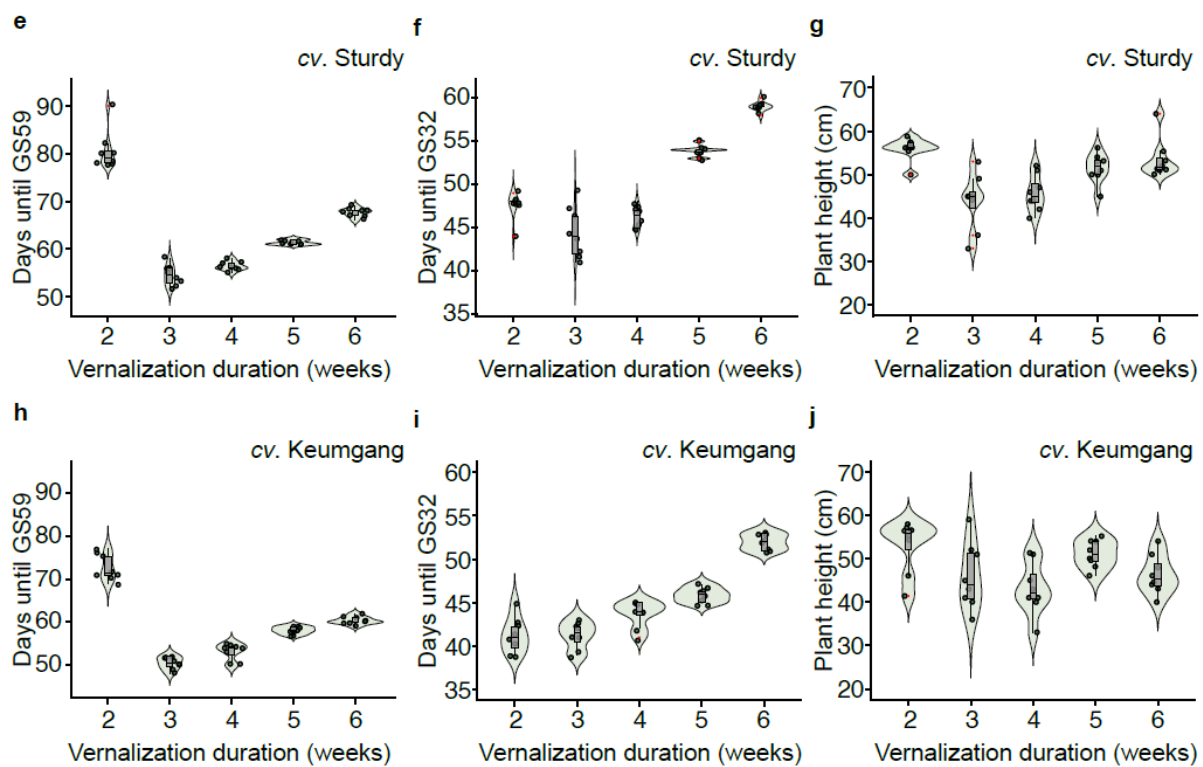 e
cv. Sturdy
Days until GS59
90
80
70
60
50
2 3 4 5 6
Vernalization duration (weeks)
f
cv. Sturdy
Days until GS32
60
55
50
45
40
35
2 3 4 5 6
Vernalization duration (weeks)
g
cv. Sturdy
Plant height (cm)
70
60
50
40
30
20
2 3 4 5 6
Vernalization duration (weeks)
h
cv. Keumgang
Days until GS59
90
80
70
60
50
2 3 4 5 6
Vernalization duration (weeks)
i
cv. Keumgang
Days until GS32
60
55
50
45
40
35
2 3 4 5 6
Vernalization duration (weeks)
j
cv. Keumgang
Plant height (cm)
70
60
50
40
30
20
2 3 4 5 6
Vernalization duration (weeks)